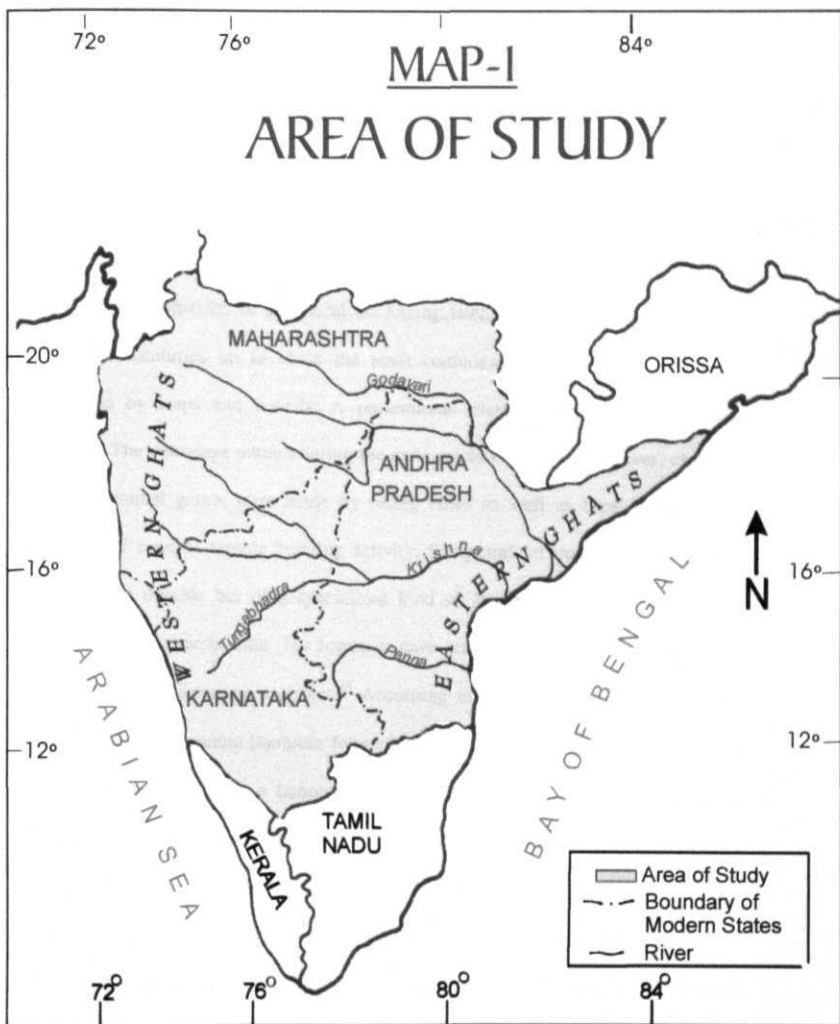 72° 76° 84°
MAP-I
AREA OF STUDY
MAHARASHTRA
ORISSA
20°
Godavari
WESTERN GHATS
ANDHRA
PRADESH
EASTERN GHATS
Krishna
16° 16°
Tungabhadra
Penna
KARNATAKA
ARABIAN SEA
BAY OF BENGAL
N
12° 12°
TAMIL
NADU
KERALA
Area of Study
Boundary of
Modern States
River
72° 76° 80° 84°